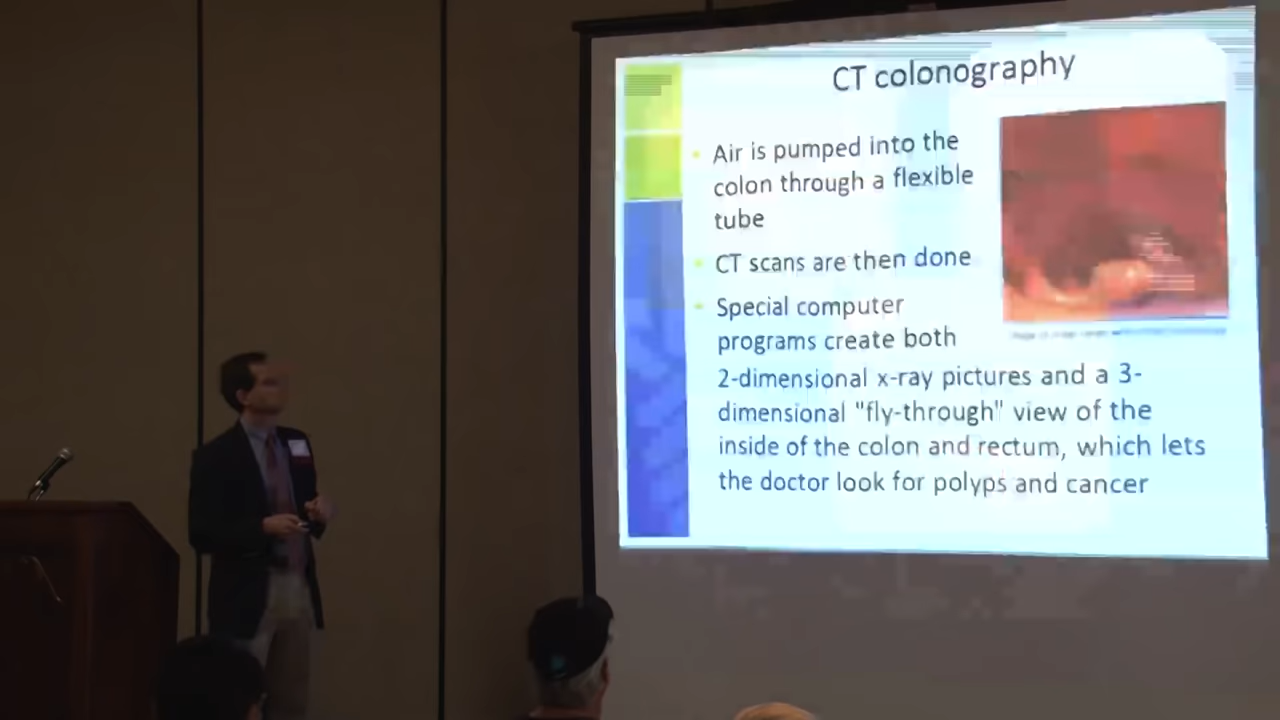 CT colonography
Air is pumped into the
colon through a flexible
tube
CT scans are then done
Special computer
programs create both
2-dimensional x-ray pictures and a 3-
dimensional "fly-through" view of the
inside of the colon and rectum, which lets
the doctor look for polyps and cancer